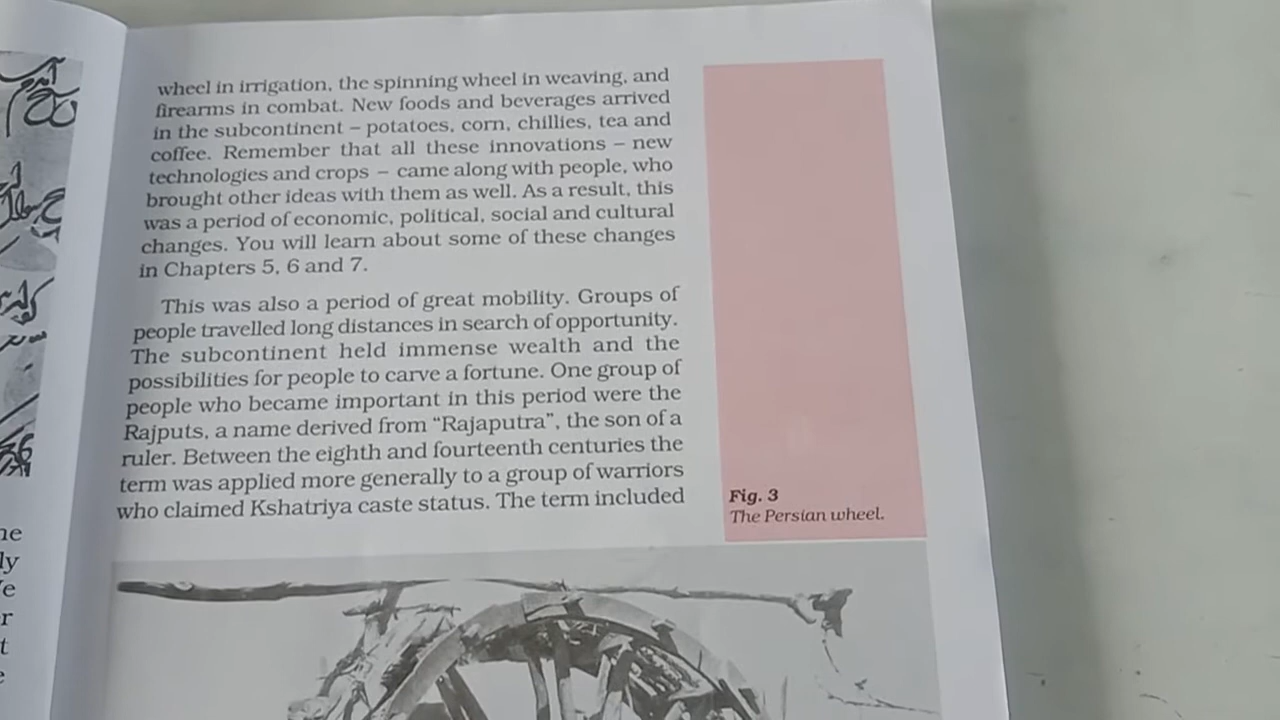 wheel in irrigation, the spinning wheel in weaving, and
firearms in combat. New foods and beverages arrived
in the subcontinent – potatoes, corn, chillies, tea and
coffee. Remember that all these innovations – new
technologies and crops – came along with people, who
brought other ideas with them as well. As a result, this
was a period of economic, political, social and cultural
changes. You will learn about some of these changes
in Chapters 5, 6 and 7.
This was also a period of great mobility. Groups of
people travelled long distances in search of opportunity.
The subcontinent held immense wealth and the
possibilities for people to carve a fortune. One group of
people who became important in this period were the
Rajputs, a name derived from “Rajaputra”, the son of a
ruler. Between the eighth and fourteenth centuries the
term was applied more generally to a group of warriors
who claimed Kshatriya caste status. The term included
Fig. 3
The Persian wheel.